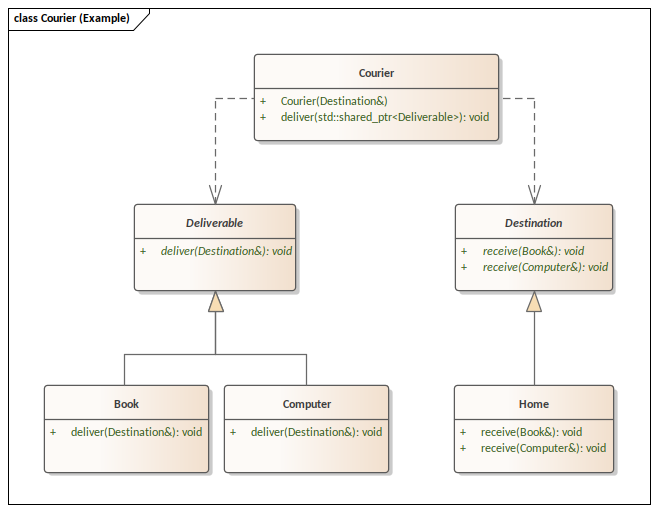 class Courier (Example)
Courier
+ Courier(Destination&)
+ deliver(std::shared_ptr<Deliverable>): void
Deliverable
+ deliver(Destination&): void
Destination
+ receive(Book&): void
+ receive(Computer&): void
Book
+ deliver(Destination&): void
Computer
+ deliver(Destination&): void
Home
+ receive(Book&): void
+ receive(Computer&): void